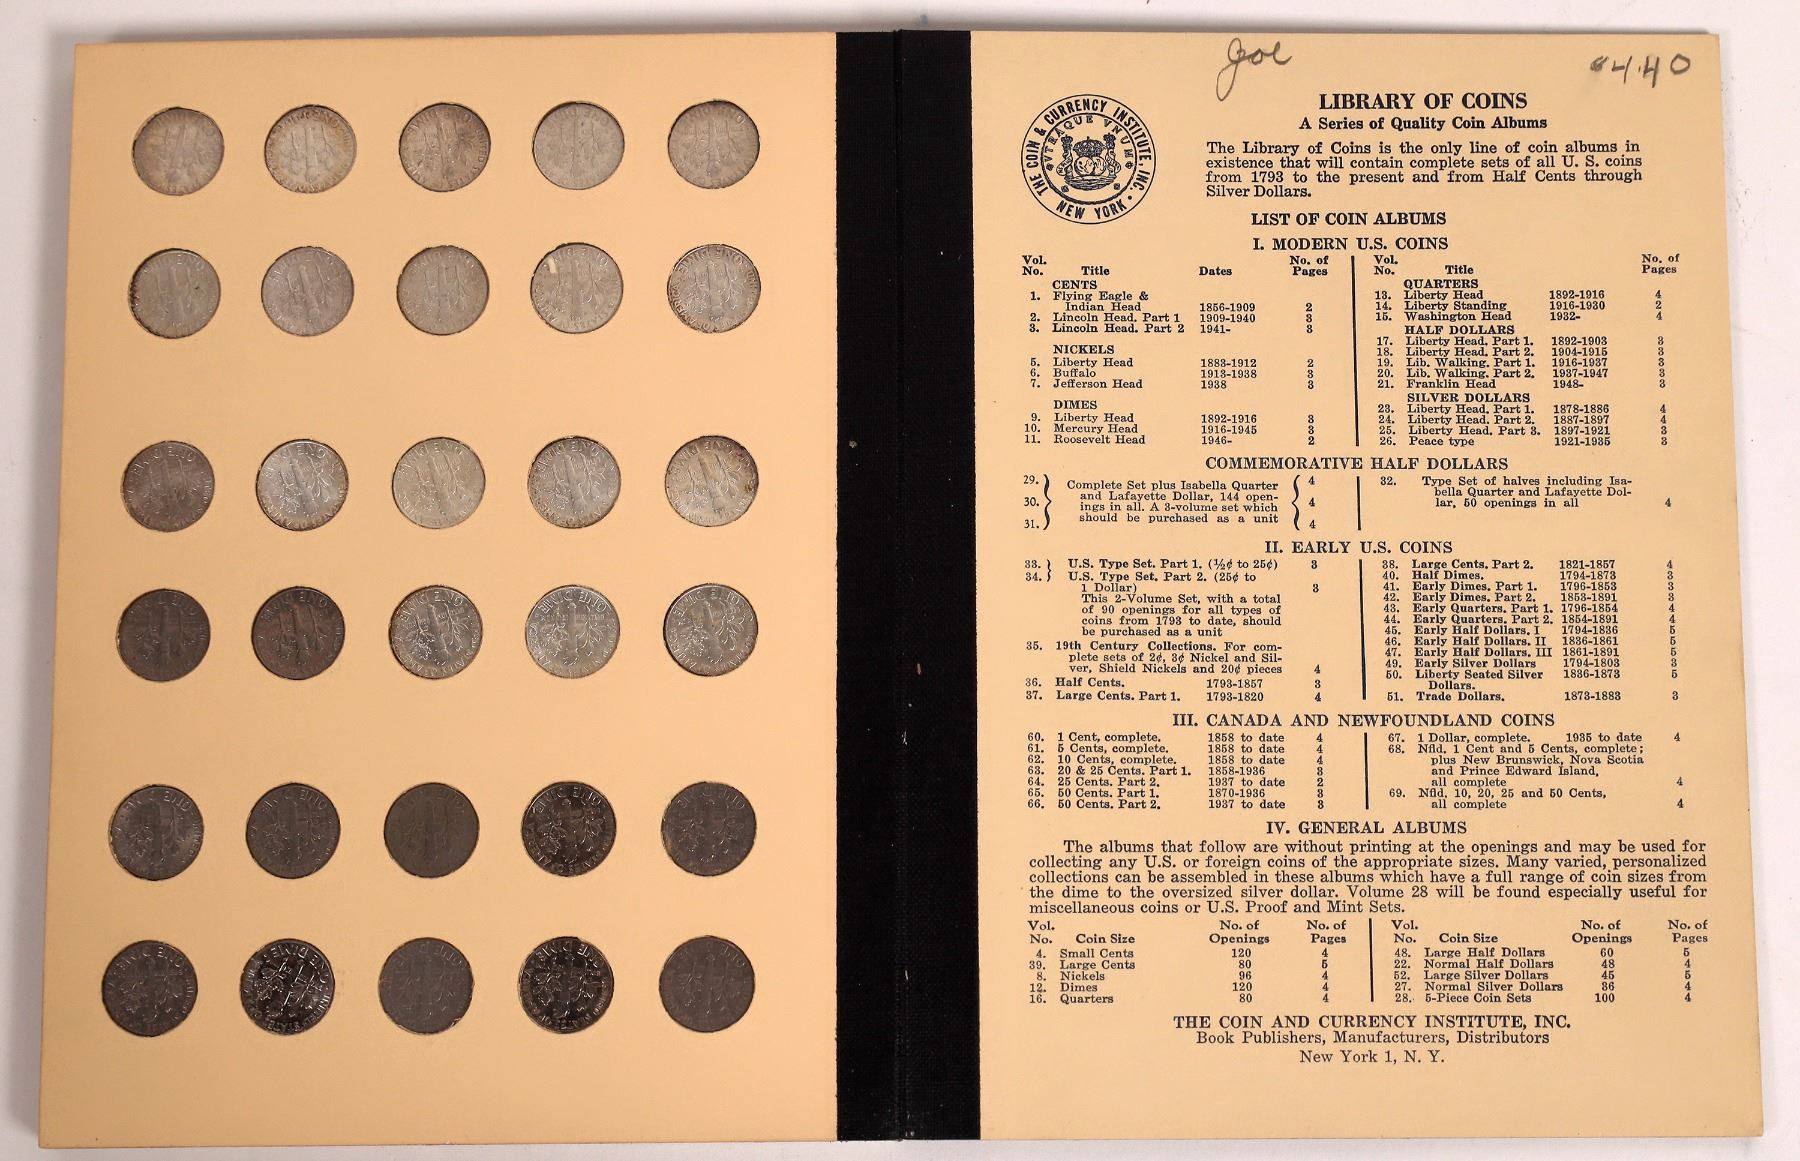 Joe
$4.40
THE COIN & CURRENCY INSTITUTE, INC.
NEW YORK
VTRAQUE VNUM
LIBRARY OF COINS
A Series of Quality Coin Albums
The Library of Coins is the only line of coin albums in
existence that will contain complete sets of all U. S. coins
from 1793 to the present and from Half Cents through
Silver Dollars.
LIST OF COIN ALBUMS
I. MODERN U.S. COINS
Vol. No. Title Dates No. of Pages
CENTS
1. Flying Eagle &
Indian Head 1856-1909 2
2. Lincoln Head. Part 1 1909-1940 3
3. Lincoln Head. Part 2 1941- 3
NICKELS
5. Liberty Head 1883-1912 2
6. Buffalo 1913-1938 3
7. Jefferson Head 1938 3
DIMES
9. Liberty Head 1892-1916 3
10. Mercury Head 1916-1945 3
11. Roosevelt Head 1946- 2
Vol. No. Title No. of Pages
QUARTERS
13. Liberty Head 1892-1916 4
14. Liberty Standing 1916-1930 2
15. Washington Head 1932- 4
HALF DOLLARS
17. Liberty Head. Part 1. 1892-1903 3
18. Liberty Head. Part 2. 1904-1915 3
19. Lib. Walking. Part 1. 1916-1937 3
20. Lib. Walking. Part 2. 1937-1947 3
21. Franklin Head 1948- 3
SILVER DOLLARS
23. Liberty Head. Part 1. 1878-1886 4
24. Liberty Head. Part 2. 1887-1897 4
25. Liberty Head. Part 3. 1897-1921 3
26. Peace type 1921-1935 3
COMMEMORATIVE HALF DOLLARS
29. Complete Set plus Isabella Quarter 4
30. and Lafayette Dollar, 144 open-
ings in all. A 3-volume set which 4
31. should be purchased as a unit 4
32. Type Set of halves including Isa-
bella Quarter and Lafayette Dol-
lar, 50 openings in all 4
II. EARLY U.S. COINS
33. U.S. Type Set. Part 1. (½¢ to 25¢) 3
34. U.S. Type Set. Part 2. (25¢ to
1 Dollar) 3
This 2-Volume Set, with a total
of 90 openings for all types of
coins from 1793 to date, should
be purchased as a unit
35. 19th Century Collections. For com-
plete sets of 2¢, 3¢ Nickel and Sil-
ver, Shield Nickels and 20¢ pieces 4
36. Half Cents. 1793-1857 3
37. Large Cents. Part 1. 1793-1820 4
38. Large Cents. Part 2. 1821-1857 4
40. Half Dimes. 1794-1873 3
41. Early Dimes. Part 1. 1796-1853 3
42. Early Dimes. Part 2. 1853-1891 3
43. Early Quarters. Part 1. 1796-1854 4
44. Early Quarters. Part 2. 1854-1891 4
45. Early Half Dollars. I 1794-1836 5
46. Early Half Dollars. II 1836-1861 5
47. Early Half Dollars. III 1861-1891 5
49. Early Silver Dollars 1794-1803 3
50. Liberty Seated Silver 1836-1873 5
Dollars.
51. Trade Dollars. 1873-1883 3
III. CANADA AND NEWFOUNDLAND COINS
60. 1 Cent, complete. 1858 to date 4
61. 5 Cents, complete. 1858 to date 4
62. 10 Cents, complete. 1858 to date 4
63. 20 & 25 Cents. Part 1. 1858-1936 3
64. 25 Cents. Part 2. 1937 to date 2
65. 50 Cents. Part 1. 1870-1936 3
66. 50 Cents. Part 2. 1937 to date 3
67. 1 Dollar, complete. 1935 to date 4
68. Nfld. 1 Cent and 5 Cents, complete;
plus New Brunswick, Nova Scotia
and Prince Edward Island,
all complete 4
69. Nfld. 10, 20, 25 and 50 Cents,
all complete 4
IV. GENERAL ALBUMS
The albums that follow are without printing at the openings and may be used for
collecting any U.S. or foreign coins of the appropriate sizes. Many varied, personalized
collections can be assembled in these albums which have a full range of coin sizes from
the dime to the oversized silver dollar. Volume 28 will be found especially useful for
miscellaneous coins or U.S. Proof and Mint Sets.
Vol. No. Coin Size No. of Openings No. of Pages
4. Small Cents 120 4
39. Large Cents 80 5
8. Nickels 96 4
12. Dimes 120 4
16. Quarters 80 4
Vol. No. Coin Size No. of Openings No. of Pages
48. Large Half Dollars 60 5
22. Normal Half Dollars 48 4
52. Large Silver Dollars 45 5
27. Normal Silver Dollars 36 4
28. 5-Piece Coin Sets 100 4
THE COIN AND CURRENCY INSTITUTE, INC.
Book Publishers, Manufacturers, Distributors
New York 1, N. Y.